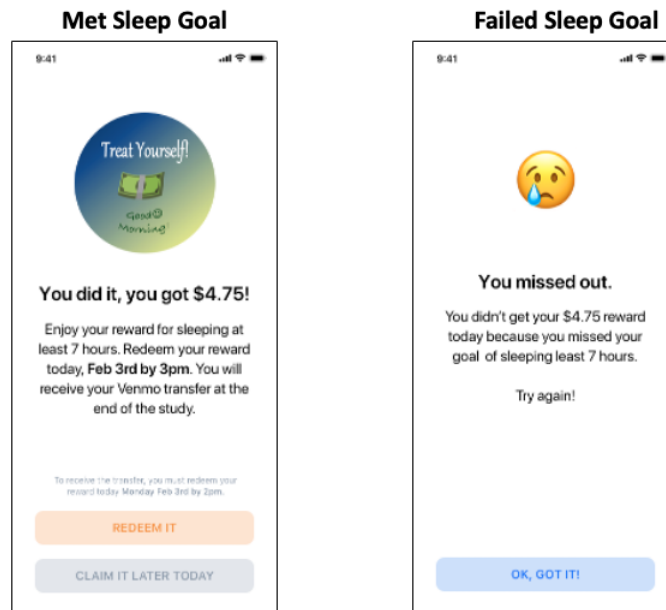 Met Sleep Goal
9:41
Treat Yourself!
Good
Morning!
You did it, you got $4.75!
Enjoy your reward for sleeping at
least 7 hours. Redeem your reward
today, Feb 3rd by 3pm. You will
receive your Venmo transfer at the
end of the study.
To receive the transfer, you must redeem your
reward today Monday Feb 3rd by 2pm.
REDEEM IT
CLAIM IT LATER TODAY
Failed Sleep Goal
9:41
You missed out.
You didn't get your $4.75 reward
today because you missed your
goal of sleeping least 7 hours.
Try again!
OK, GOT IT!